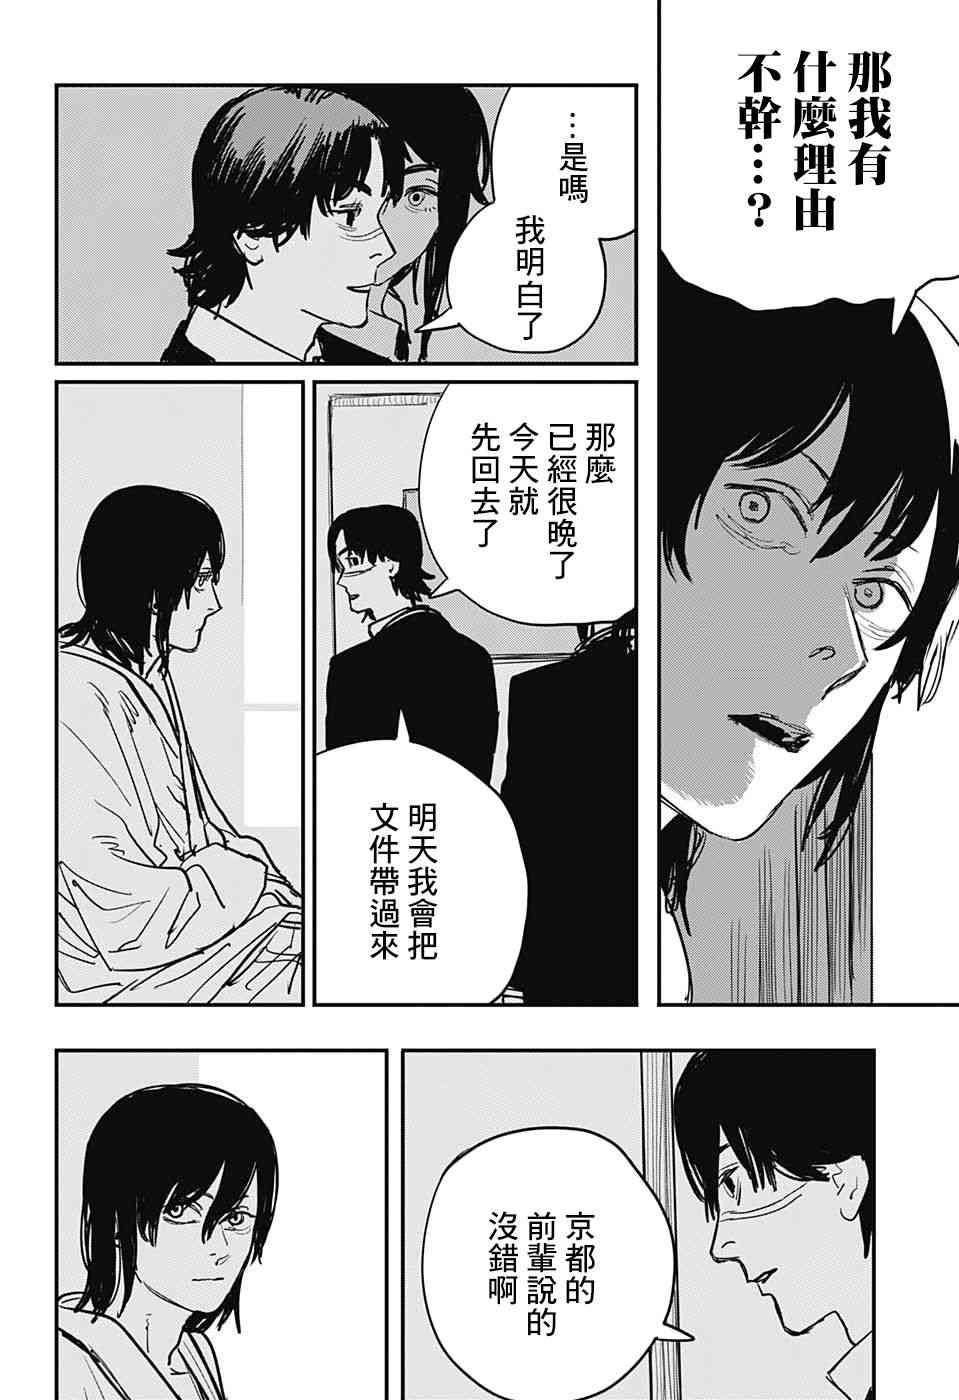 那我有
什麼理由
不幹…？
…是嗎
我明白了
那麼
已經很晚了
今天就
先回去了
明天我會把
文件帶過來
京都的
前輩說的
沒錯啊